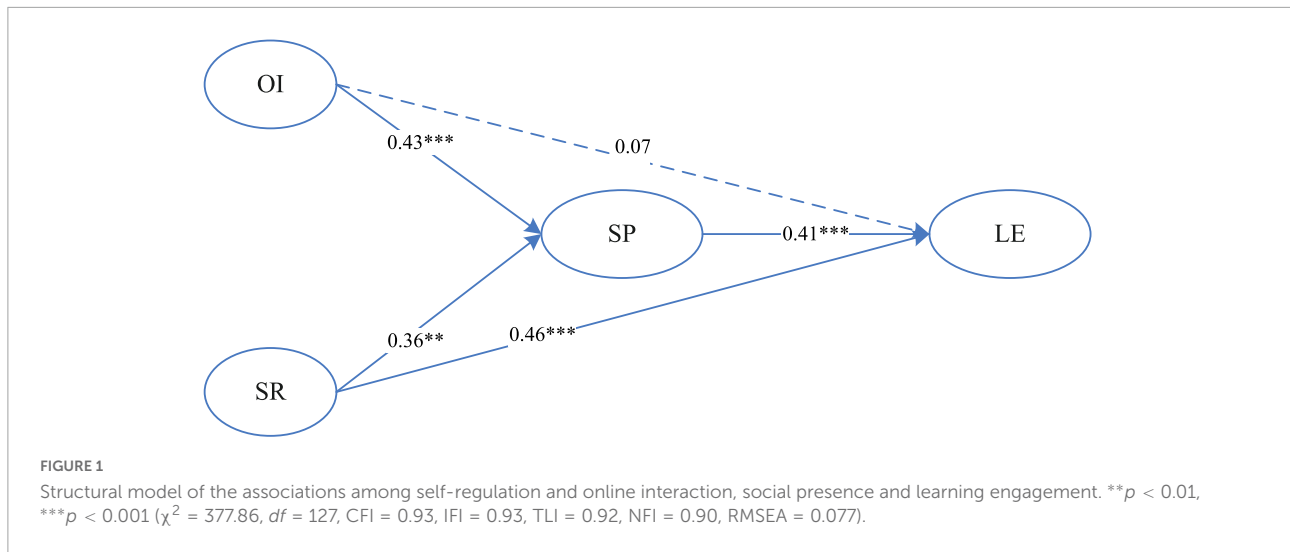 OI
0.43***
0.07
SP
0.41***
LE
0.36**
0.46***
SR
FIGURE 1
Structural model of the associations among self-regulation and online interaction, social presence and learning engagement. **p < 0.01,
***p < 0.001 (χ² = 377.86, df = 127, CFI = 0.93, IFI = 0.93, TLI = 0.92, NFI = 0.90, RMSEA = 0.077).